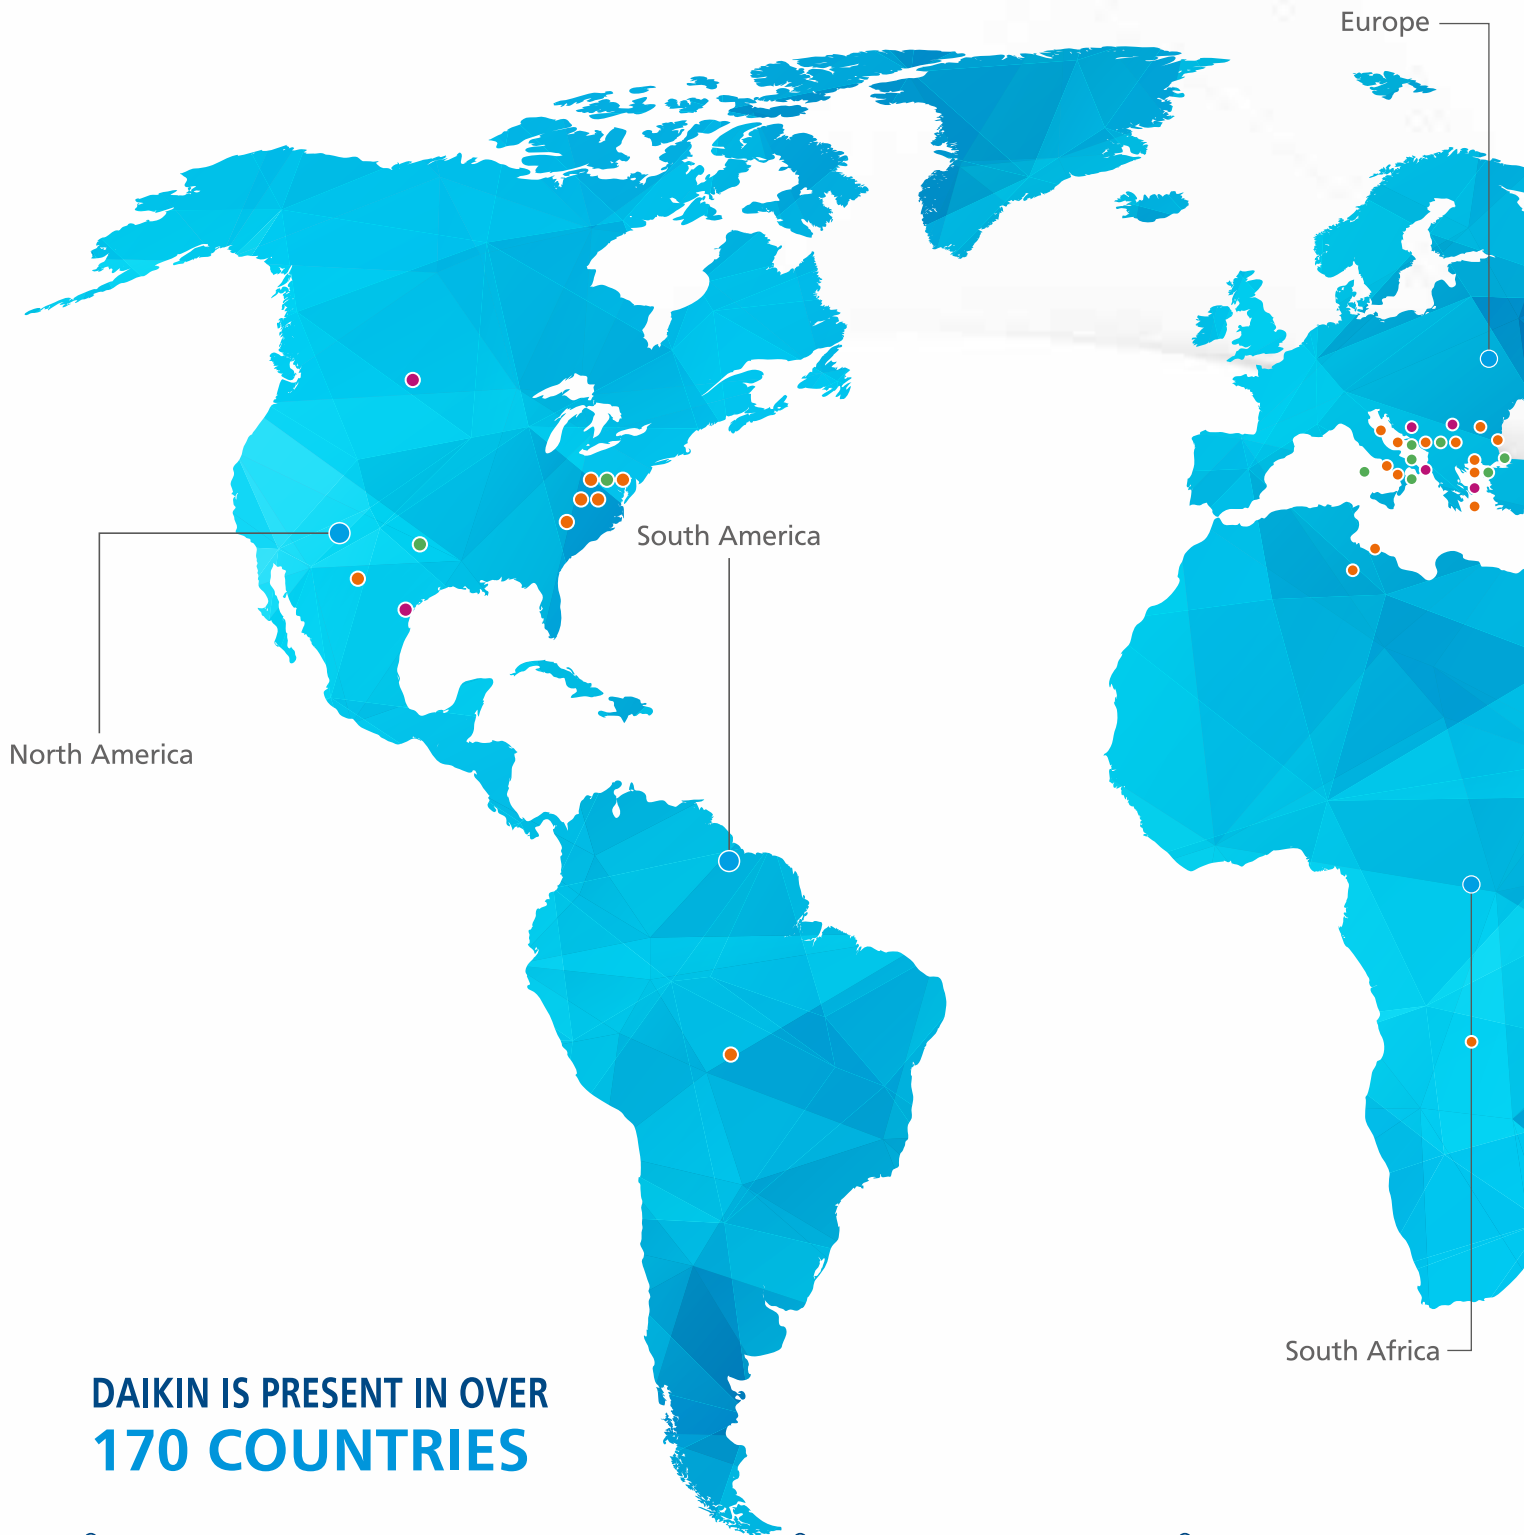 Europe
South America
North America
South Africa
DAIKIN IS PRESENT IN OVER
170 COUNTRIES